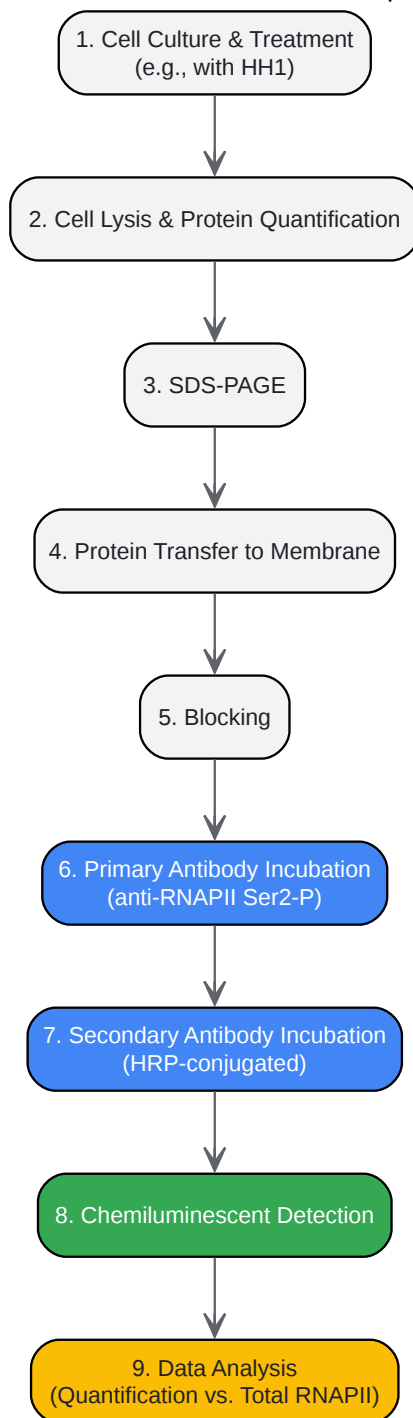 1. Cell Culture & Treatment
(e.g., with HH1)
2. Cell Lysis & Protein Quantification
3. SDS-PAGE
4. Protein Transfer to Membrane
5. Blocking
6. Primary Antibody Incubation
(anti-RNAPII Ser2-P)
7. Secondary Antibody Incubation
(HRP-conjugated)
8. Chemiluminescent Detection
9. Data Analysis
(Quantification vs. Total RNAPII)